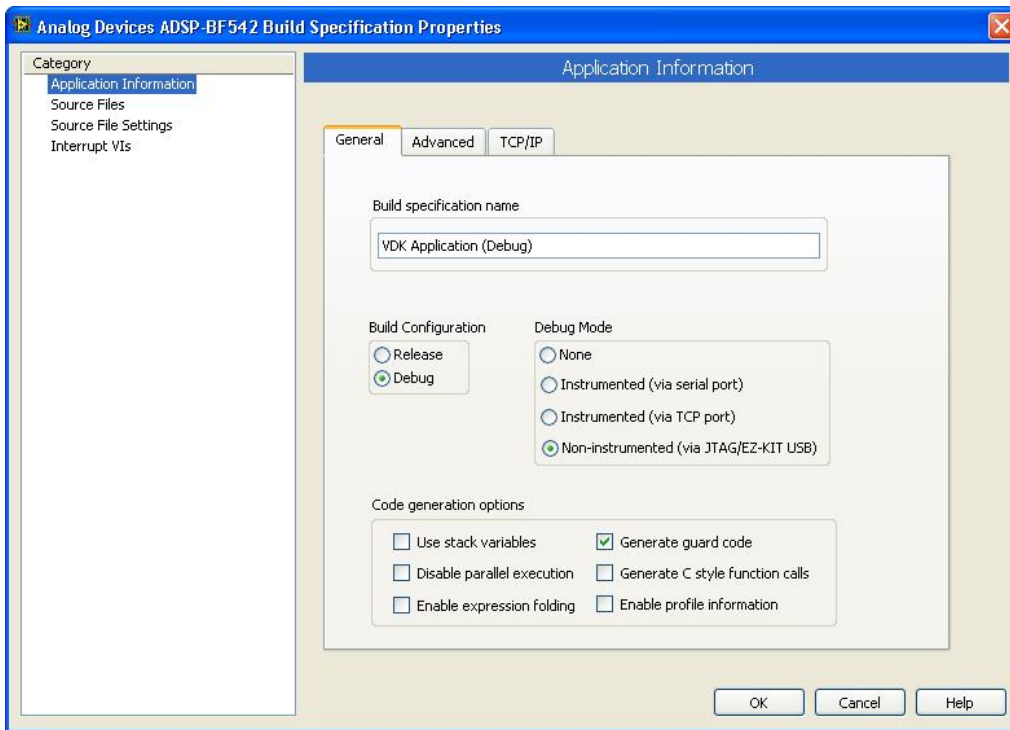 Analog Devices ADSP-BF542 Build Specification Properties
Category
Application Information
Source Files
Source File Settings
Interrupt VIs
Application Information
General Advanced TCP/IP
Build specification name
VDK Application (Debug)
Build Configuration Debug Mode
Release None
Debug Instrumented (via serial port)
Instrumented (via TCP port)
Non-instrumented (via JTAG/EZ-KIT USB)
Code generation options
Use stack variables Generate guard code
Disable parallel execution Generate C style function calls
Enable expression folding Enable profile information
OK Cancel Help